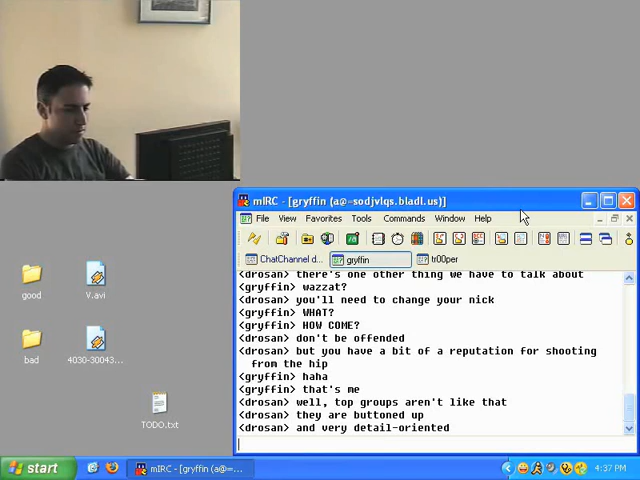 mIRC - [gryffin (a@~sodjvlqs.bladl.us)]
File View Favorites Tools Commands Window Help
ChatChannel d... gryffin tr00per
<drosan> there's one other thing we have to talk about
<gryffin> wazzat?
<drosan> you'll need to change your nick
<gryffin> WHAT?
<gryffin> HOW COME?
<drosan> don't be offended
<drosan> but you have a bit of a reputation for shooting
from the hip
<gryffin> haha
<gryffin> that's me
<drosan> well, top groups aren't like that
<drosan> they are buttoned up
<drosan> and very detail-oriented
good
V.avi
bad
4030-30043...
TODO.txt
start
mIRC - [gryffin (a@~...
4:37 PM